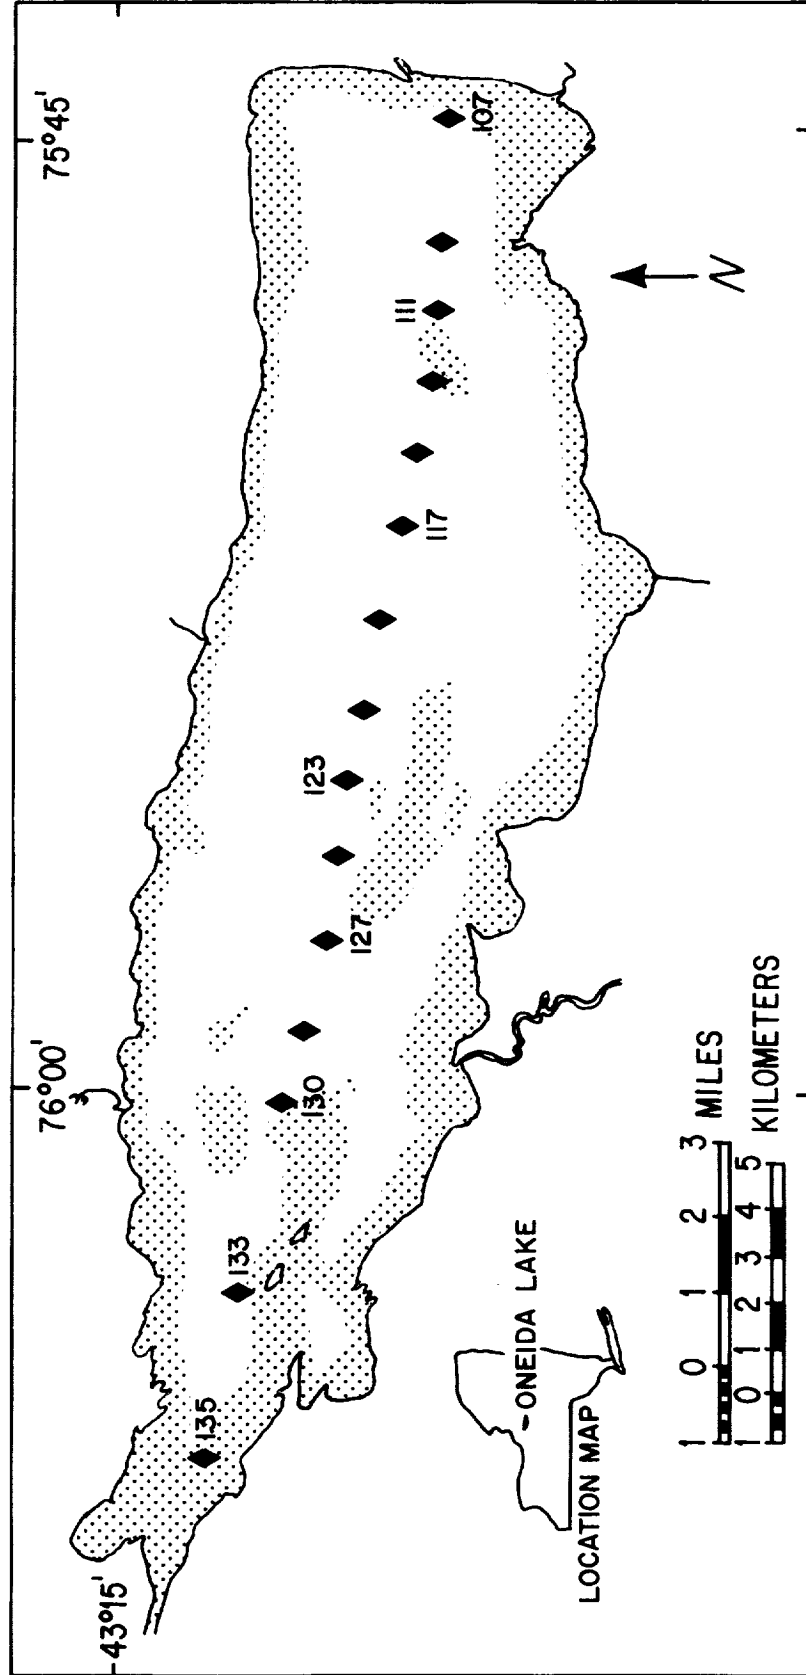 43°15'
76°00'
75°45'
135
133
130
127
123
117
111
107
N
ONEIDA LAKE
LOCATION MAP
1 0 1 2 3 MILES
1 0 1 2 3 4 5 KILOMETERS